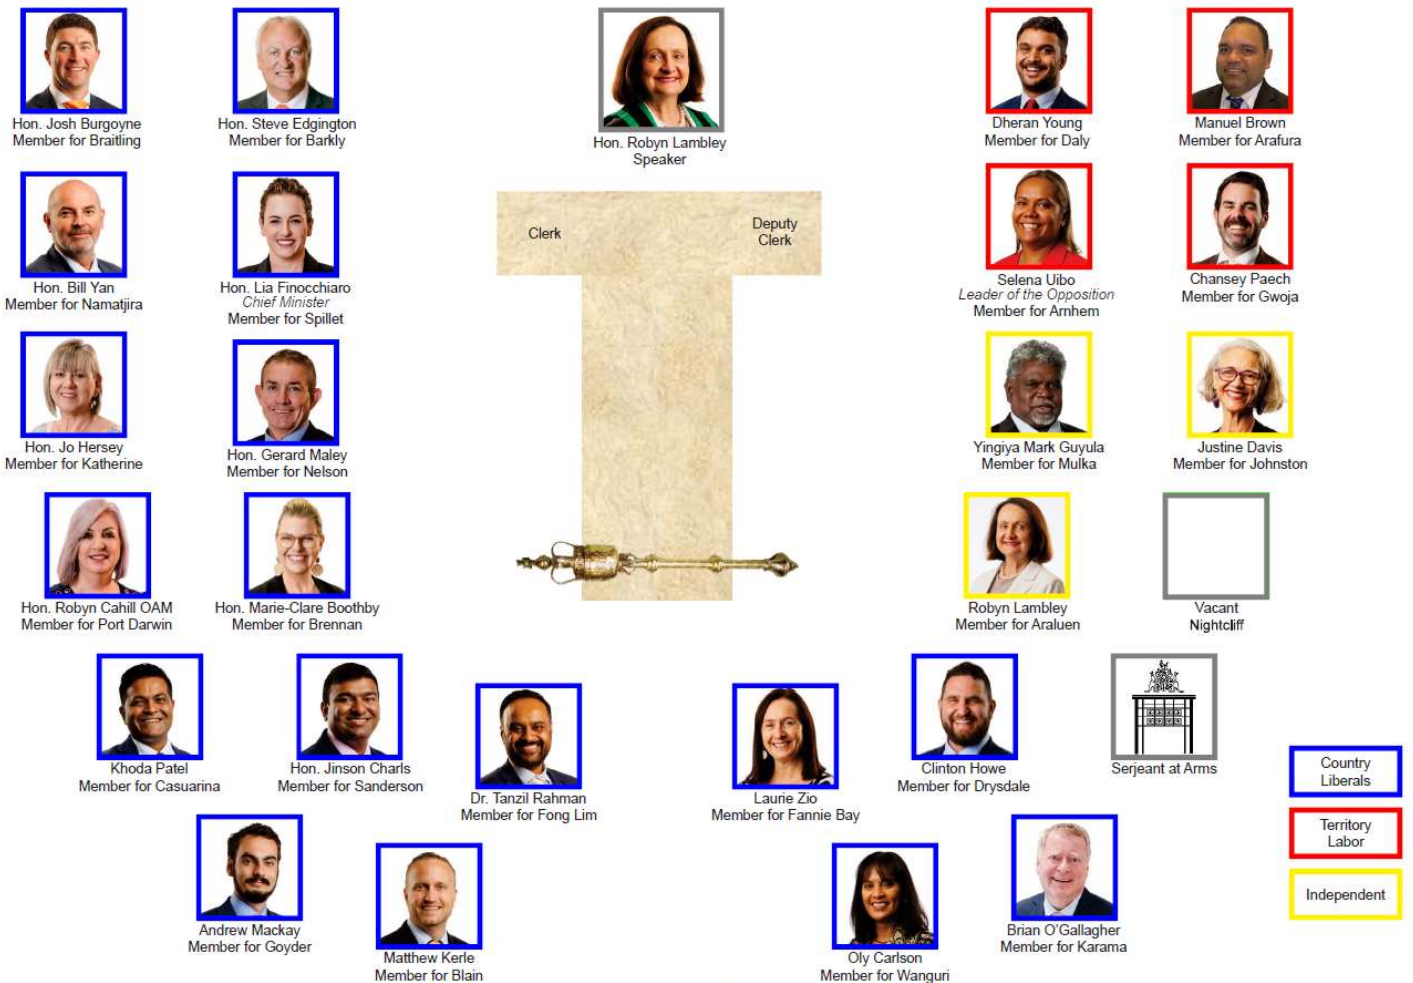 Hon. Josh Burgoyne
Member for Braitling
Hon. Steve Edgington
Member for Barkly
Hon. Robyn Lambley
Speaker
Dheran Young
Member for Daly
Manuel Brown
Member for Arafura
Clerk
Deputy
Clerk
Hon. Bill Yan
Member for Namatjira
Hon. Lia Finocchiaro
Chief Minister
Member for Spillet
Selena Uibo
Leader of the Opposition
Member for Arnhem
Chansey Paech
Member for Gwoja
Hon. Jo Hersey
Member for Katherine
Hon. Gerard Maley
Member for Nelson
Yingiya Mark Guyula
Member for Mulka
Justine Davis
Member for Johnston
Hon. Robyn Cahill OAM
Member for Port Darwin
Hon. Marie-Clare Boothby
Member for Brennan
Robyn Lambley
Member for Araluen
Vacant
Nightcliff
Khoda Patel
Member for Casuarina
Hon. Jinson Charls
Member for Sanderson
Dr. Tanzil Rahman
Member for Fong Lim
Laurie Zio
Member for Fannie Bay
Clinton Howe
Member for Drysdale
Serjeant at Arms
Country
Liberals
Territory
Labor
Independent
Andrew Mackay
Member for Goyder
Matthew Kerle
Member for Blain
Oly Carlson
Member for Wanguri
Brian O'Gallagher
Member for Karama